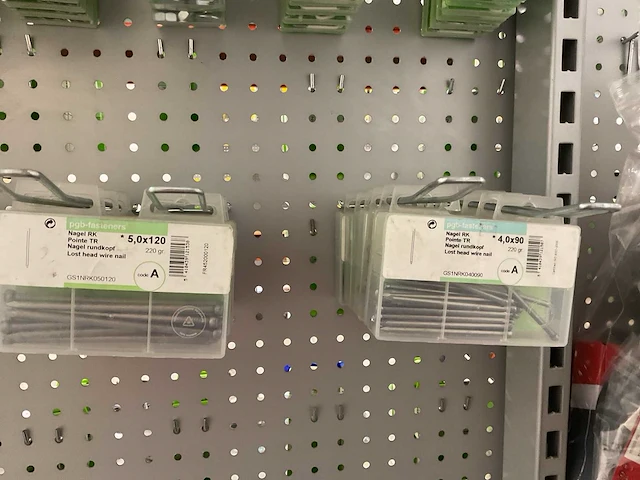 pgb-fasteners
Nagel RK
Pointe TR
Nagel rundkopf
Lost head wire nail
* 5,0x120
220 gr.
code A
GS1NRK050120
FR452000120
pgb-fasteners
Nagel RK
Pointe TR
Nagel rundkopf
Lost head wire nail
* 4,0x90
220 gr.
code A
GS1NRK040090